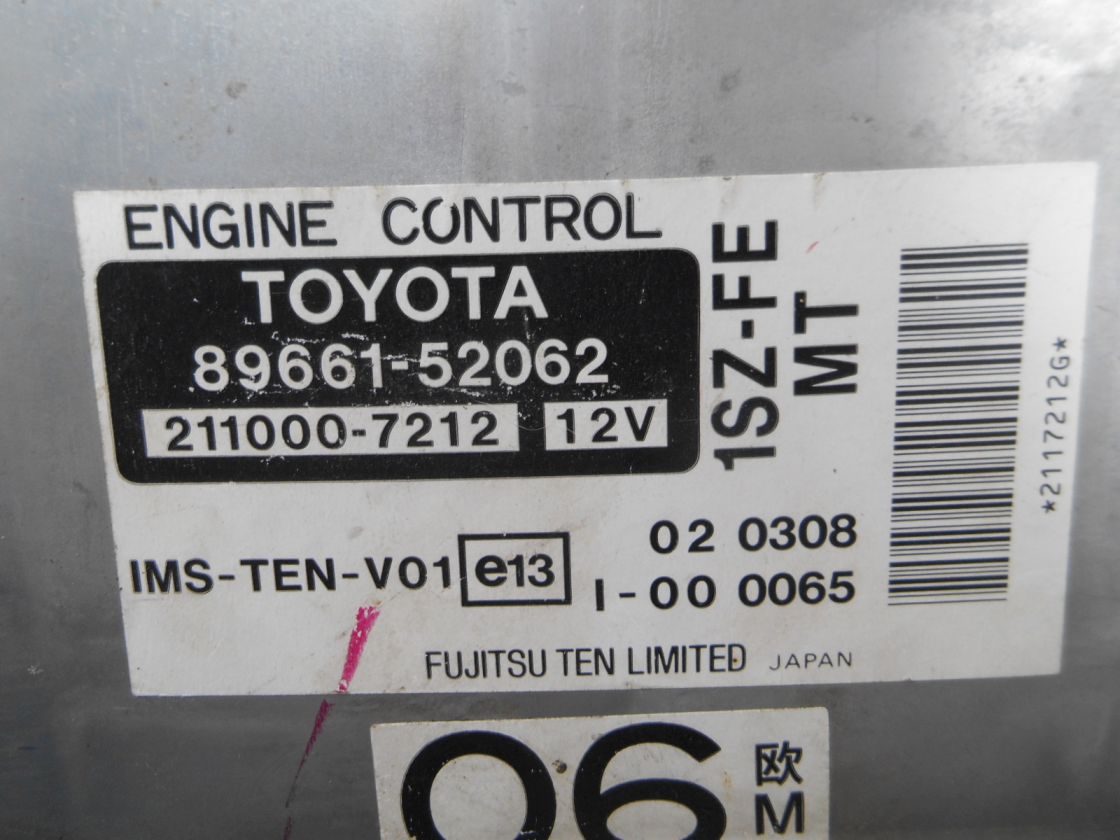 ENGINE CONTROL
TOYOTA
89661-52062
211000-7212 12V
1SZ-FE
MT
*2117212G*
IMS-TEN-V01 e13
02 0308
I-00 0065
FUJITSU TEN LIMITED JAPAN
06
欧
M